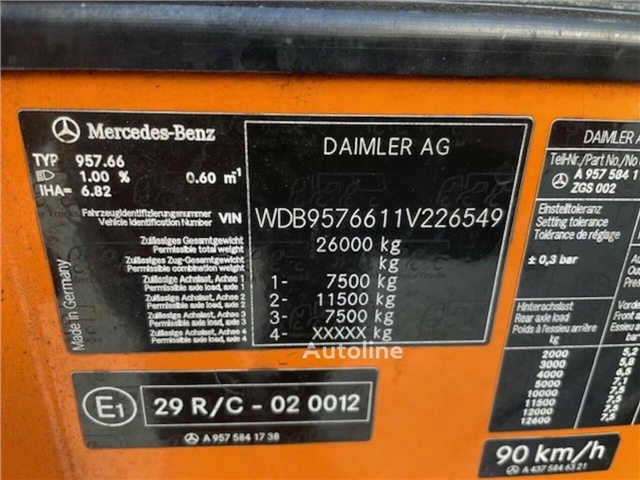 Mercedes-Benz
DAIMLER AG
TYP 957.66
1.00 % 0.60 m¹
IHA= 6.82
Fahrzeugidentifizierungsnummer
Vehicle Identification Number VIN WDB9576611V226549
Zulässiges Gesamtgewicht
Permissible total weight 26000 kg
Zulässiges Zug-Gesamtgewicht
Permissible combination weight kg
Zulässige Achslast, Achse 1
Permissible axle load, axle 1 1- 7500 kg
Zulässige Achslast, Achse 2
Permissible axle load, axle 2 2- 11500 kg
Zulässige Achslast, Achse 3
Permissible axle load, axle 3 3- 7500 kg
Zulässige Achslast, Achse 4
Permissible axle load, axle 4 4- XXXXX kg
Made in Germany
E1 29 R/C - 02 0012
A 957 584 17 38
DAIMLER A
Teil-Nr./Part No./No
A 957 584 1
ZGS 002
Einstelltoleranz
Setting tolerance
Tolérance de réglage
± 0,3 bar
Hinterachslast
Rear axle load
Poids à l'essieu arrière
kg
Vorde
Front a
Poids
essieu
bar
2000 5,2
3000 5,8
4000 6,5
5000 7,1
10000 7,5
11500 7,5
12000 7,5
12600 7,5
90 km/h
A 437 584 63 21
Autoline